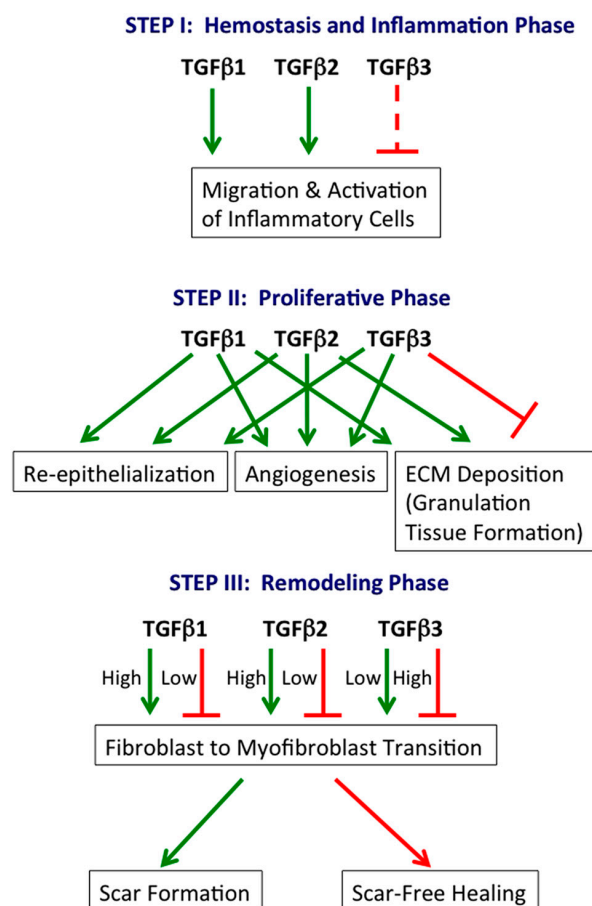 STEP I: Hemostasis and Inflammation Phase
TGFβ1 TGFβ2 TGFβ3
Migration & Activation
of Inflammatory Cells
STEP II: Proliferative Phase
TGFβ1 TGFβ2 TGFβ3
Re-epithelialization
Angiogenesis
ECM Deposition
(Granulation
Tissue Formation)
STEP III: Remodeling Phase
TGFβ1 TGFβ2 TGFβ3
High Low High Low Low High
Fibroblast to Myofibroblast Transition
Scar Formation
Scar-Free Healing